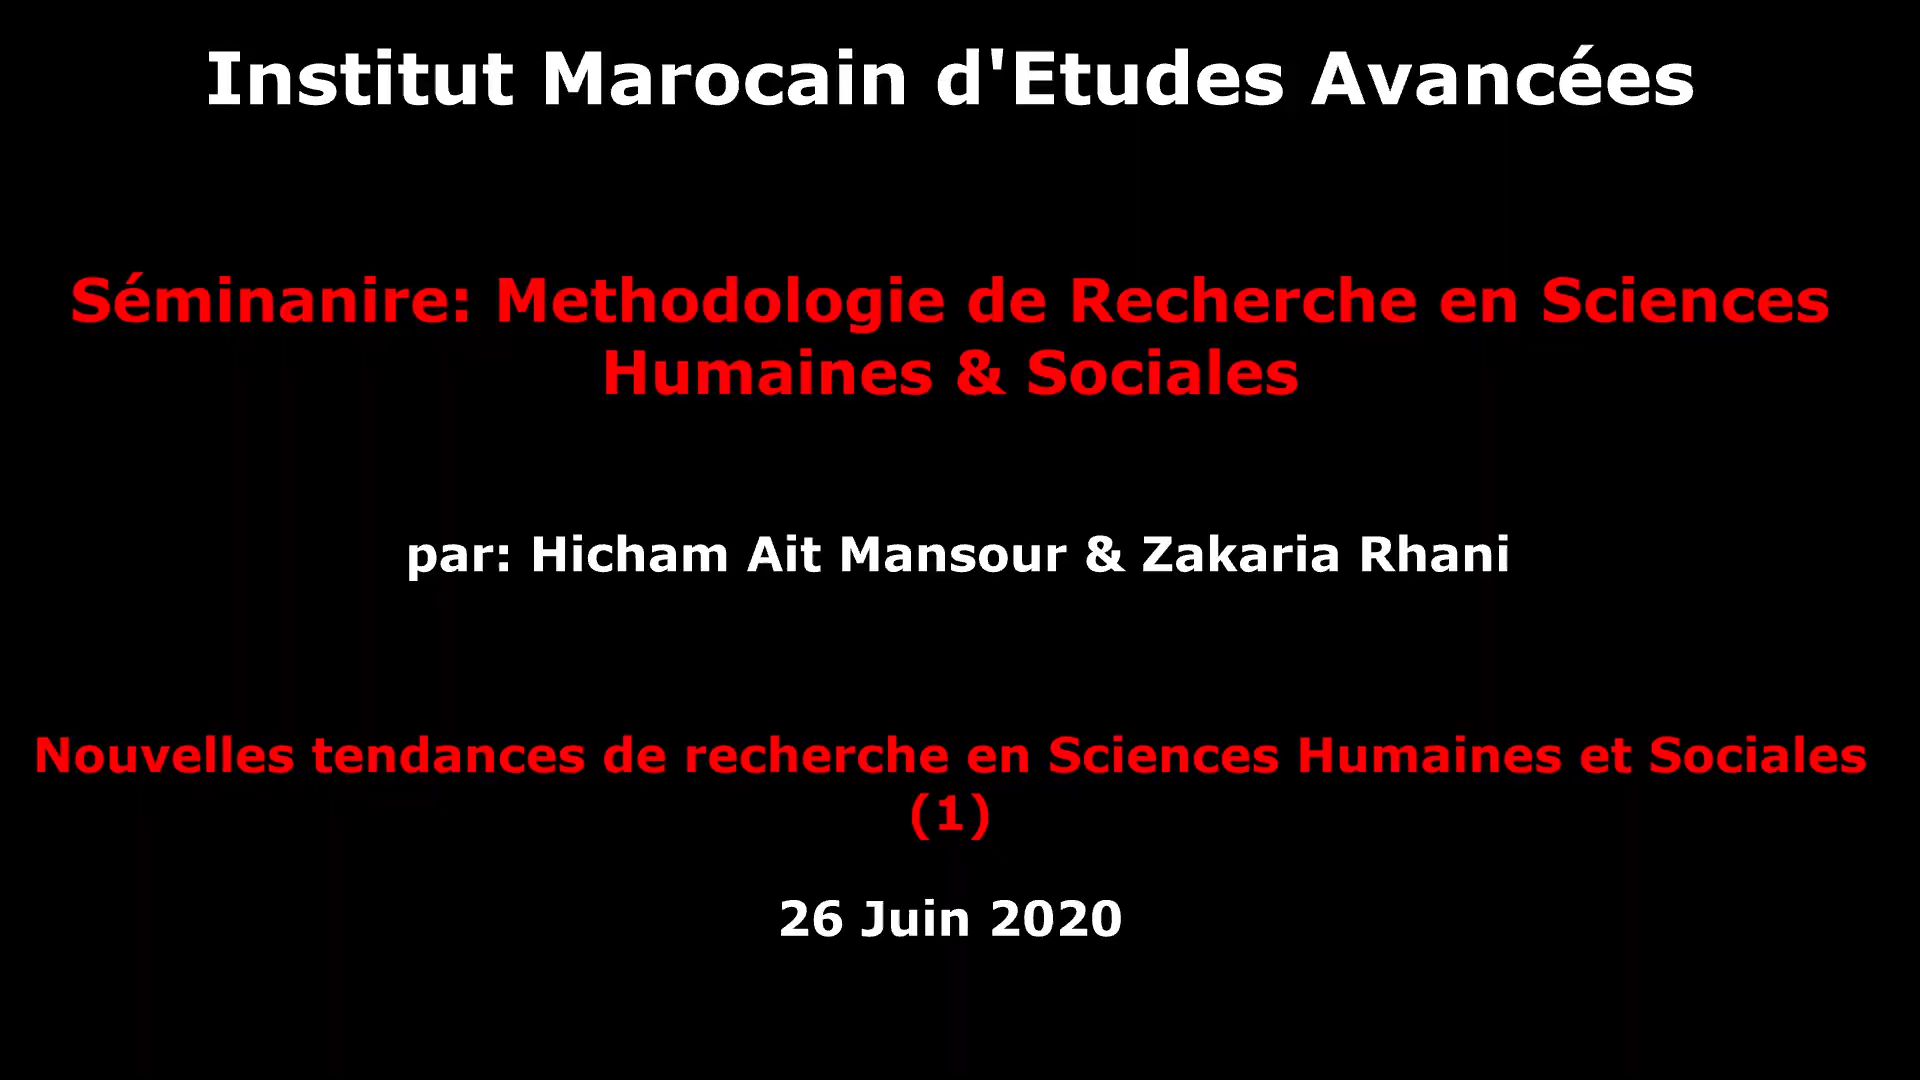 Institut Marocain d'Etudes Avancées
Séminanire: Methodologie de Recherche en Sciences
Humaines & Sociales
par: Hicham Ait Mansour & Zakaria Rhani
Nouvelles tendances de recherche en Sciences Humaines et Sociales
(1)
26 Juin 2020